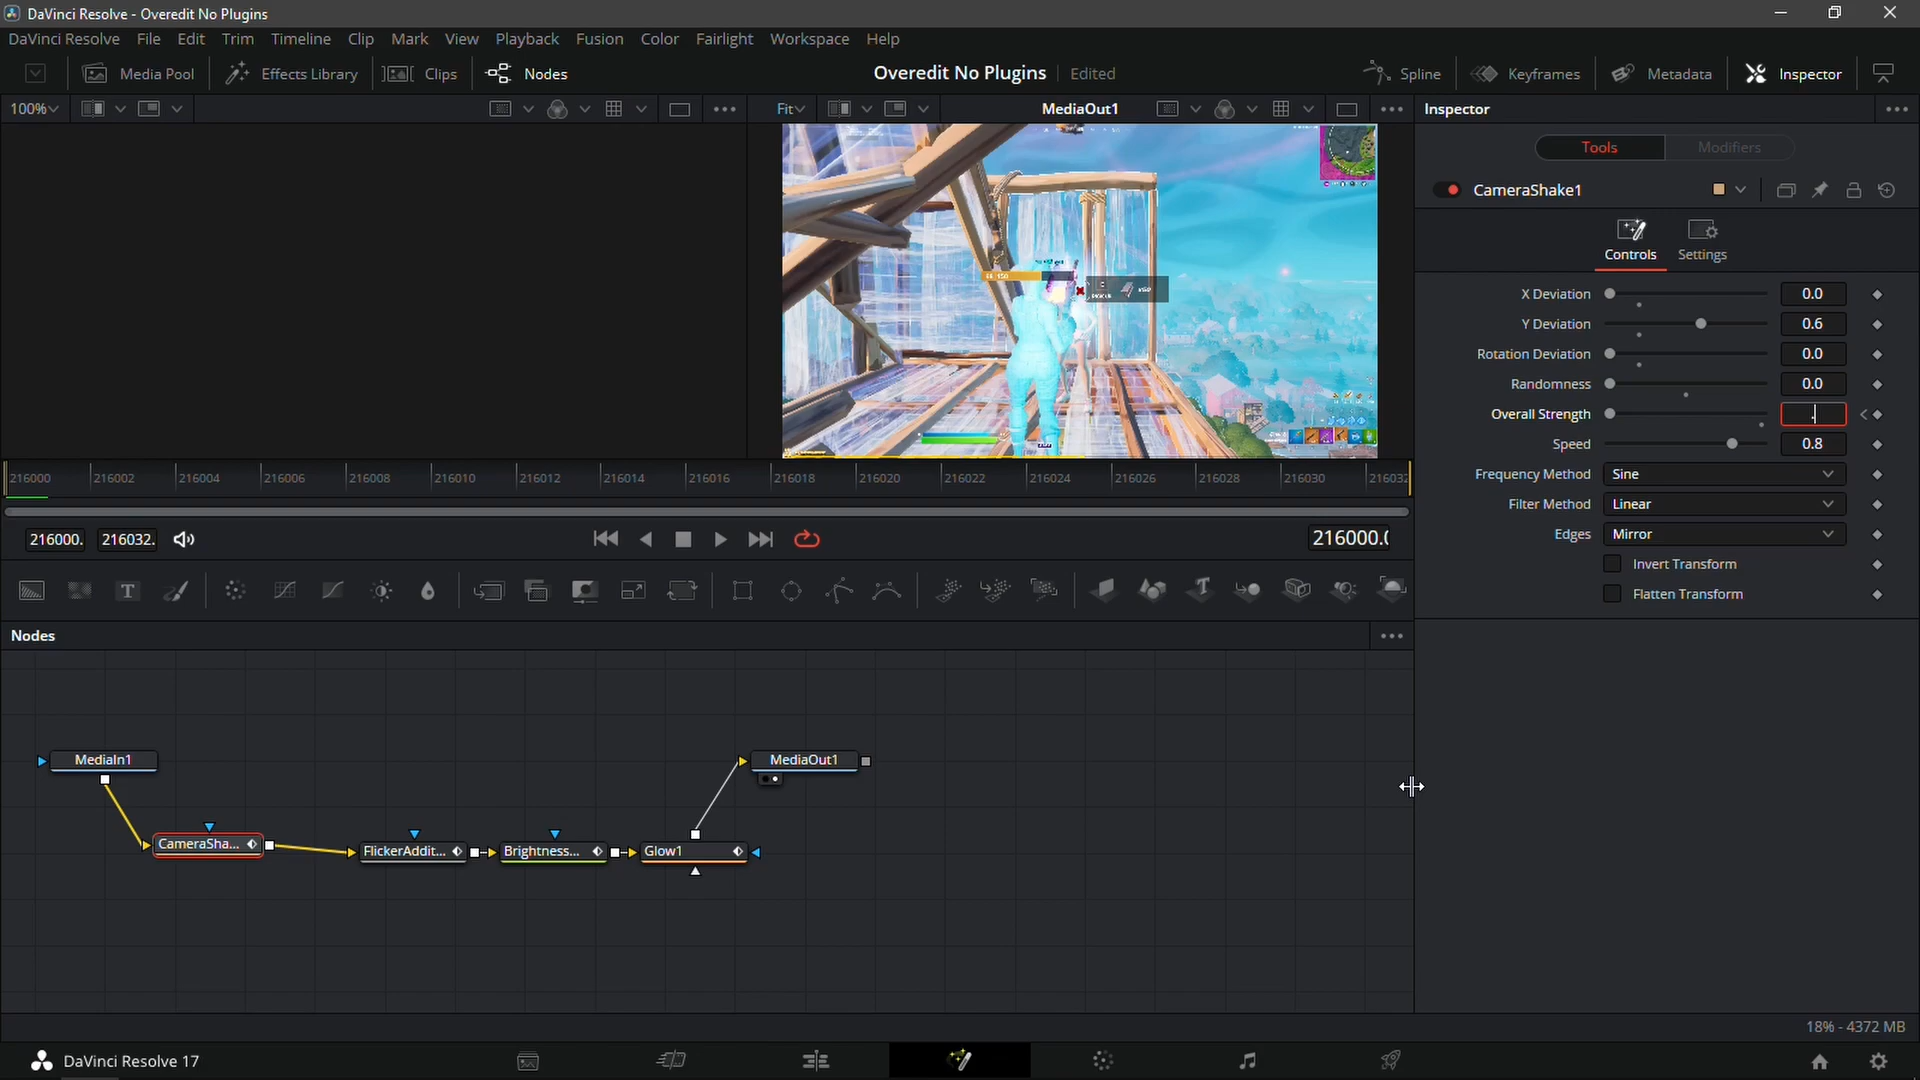 DaVinci Resolve - Overedit No Plugins
DaVinci Resolve File Edit Trim Timeline Clip Mark View Playback Fusion Color Fairlight Workspace Help
Media Pool Effects Library Clips Nodes Overedit No Plugins Edited Spline Keyframes Metadata Inspector
100% Fit MediaOut1 Inspector
Tools Modifiers
CameraShake1
Controls Settings
X Deviation 0.0
Y Deviation 0.6
Rotation Deviation 0.0
Randomness 0.0
Overall Strength .
Speed 0.8
Frequency Method Sine
Filter Method Linear
Edges Mirror
Invert Transform
Flatten Transform
216000 216002 216004 216006 216008 216010 216012 216014 216016 216018 216020 216022 216024 216026 216028 216030 216032
216000. 216032. 216000.0
Nodes
MediaIn1 MediaOut1
CameraSha... FlickerAddit... Brightness... Glow1
18% - 4372 MB
DaVinci Resolve 17